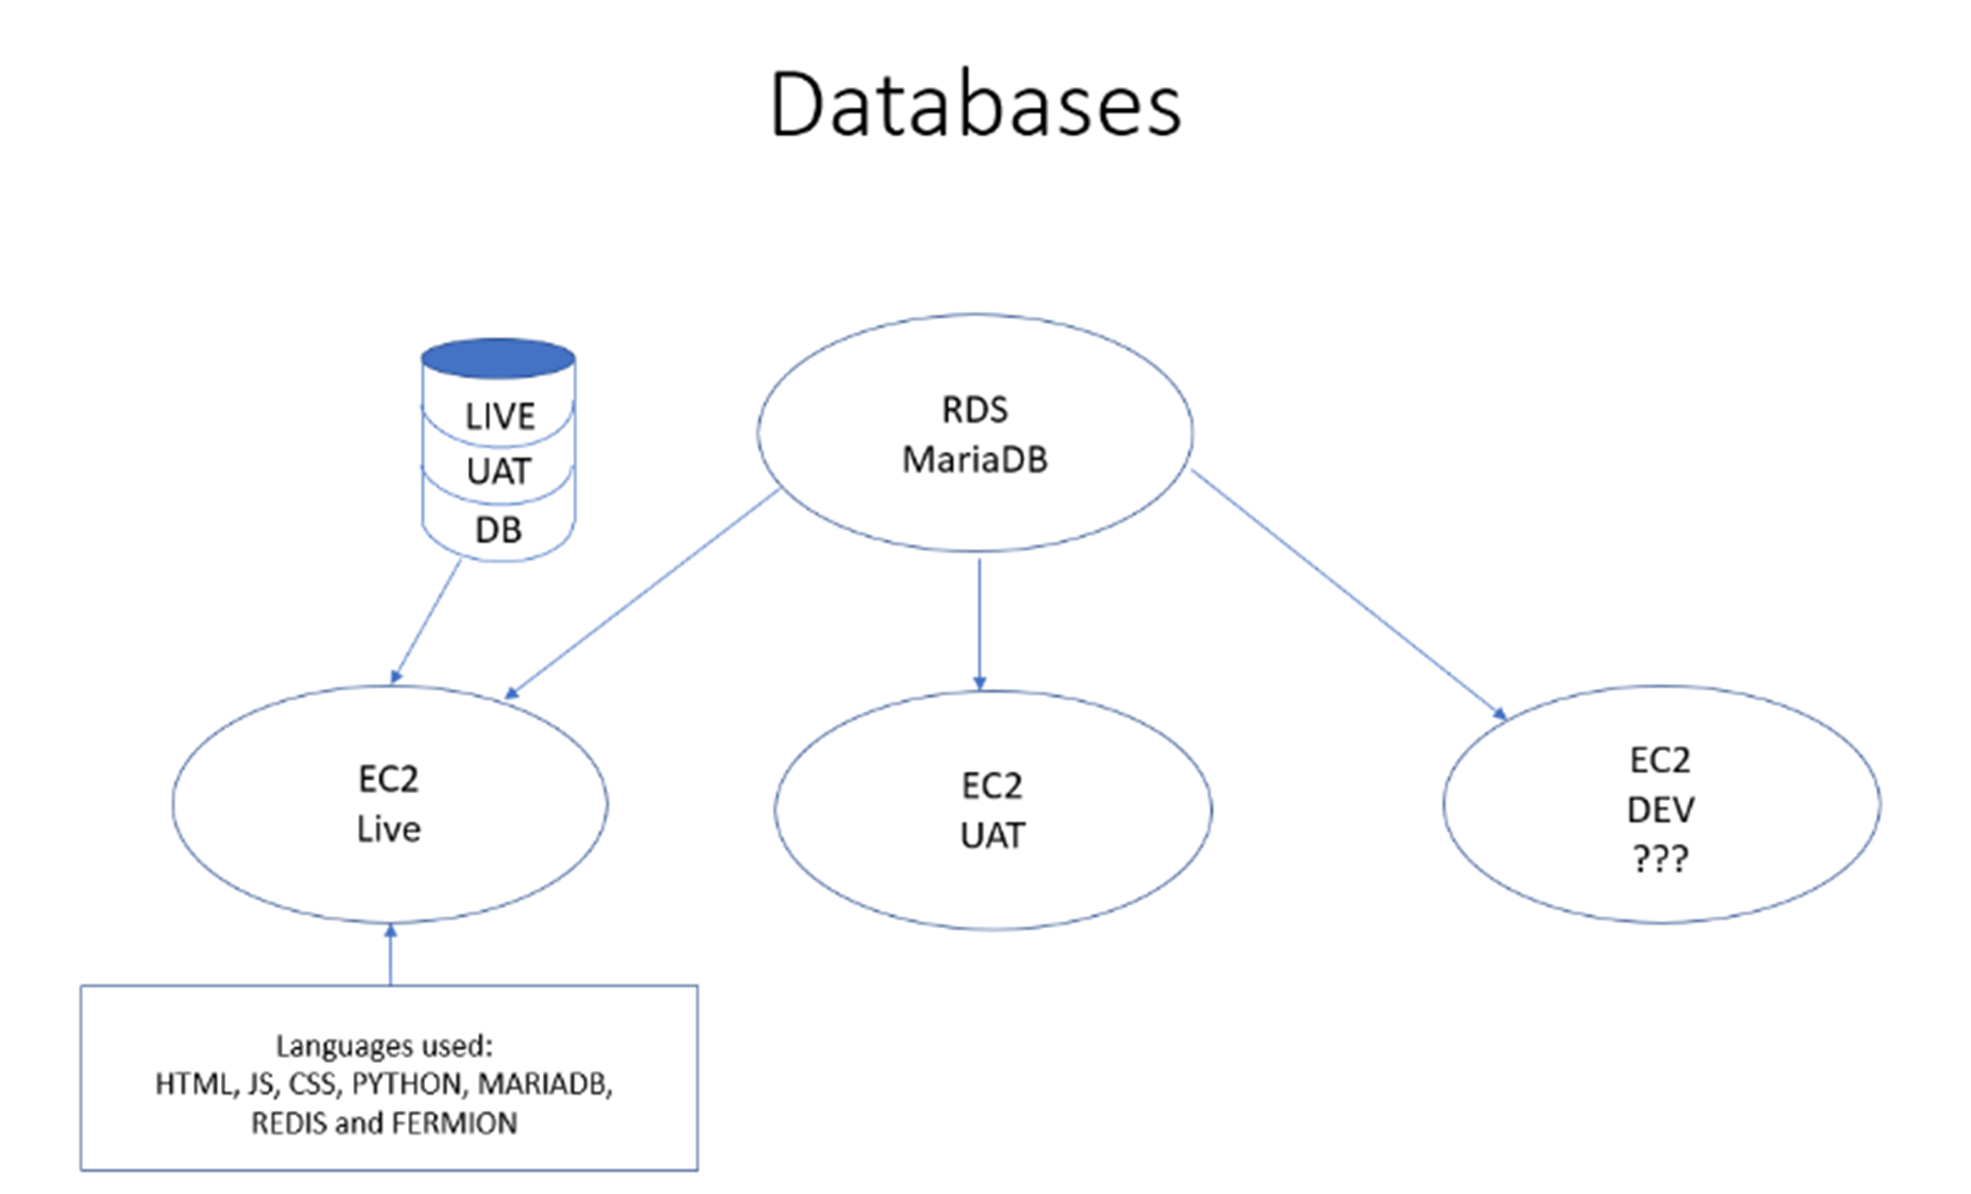 Databases
LIVE
UAT
DB
RDS
MariaDB
EC2
Live
EC2
UAT
EC2
DEV
???
Languages used:
HTML, JS, CSS, PYTHON, MARIADB,
REDIS and FERMION